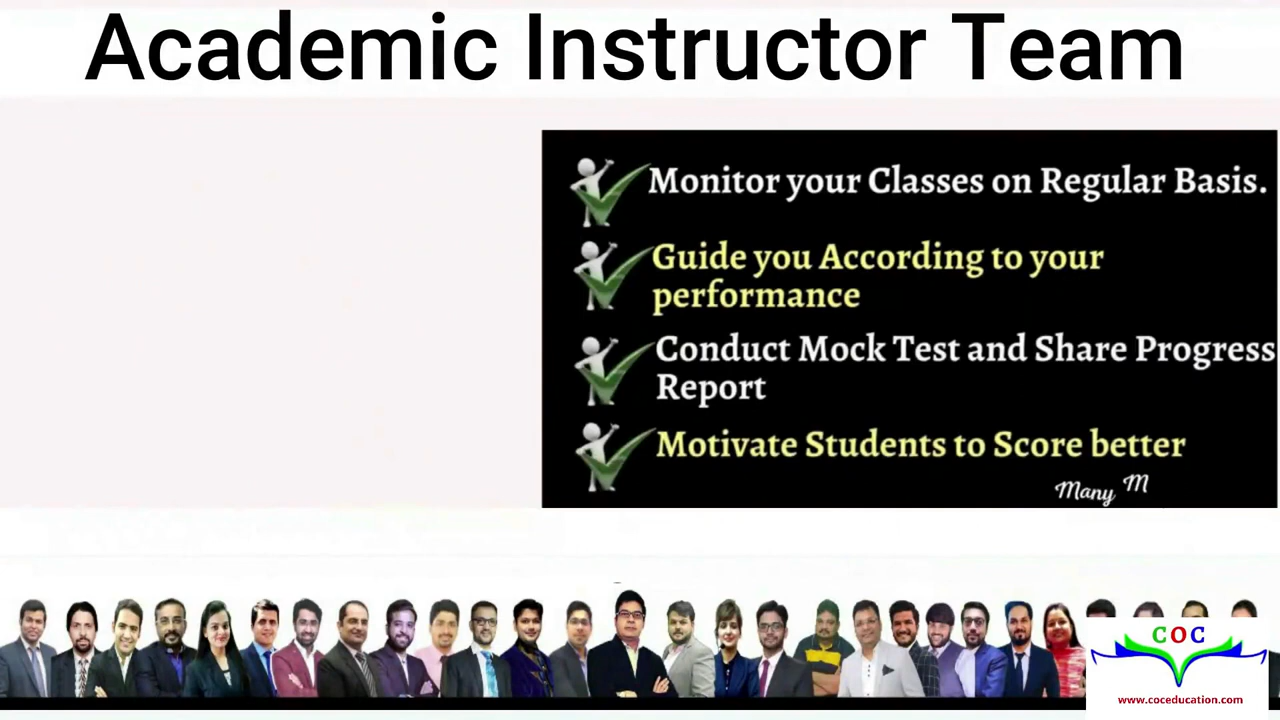 Academic Instructor Team
Monitor your Classes on Regular Basis.
Guide you According to your
performance
Conduct Mock Test and Share Progress
Report
Motivate Students to Score better
Many M
COC
www.coceducation.com